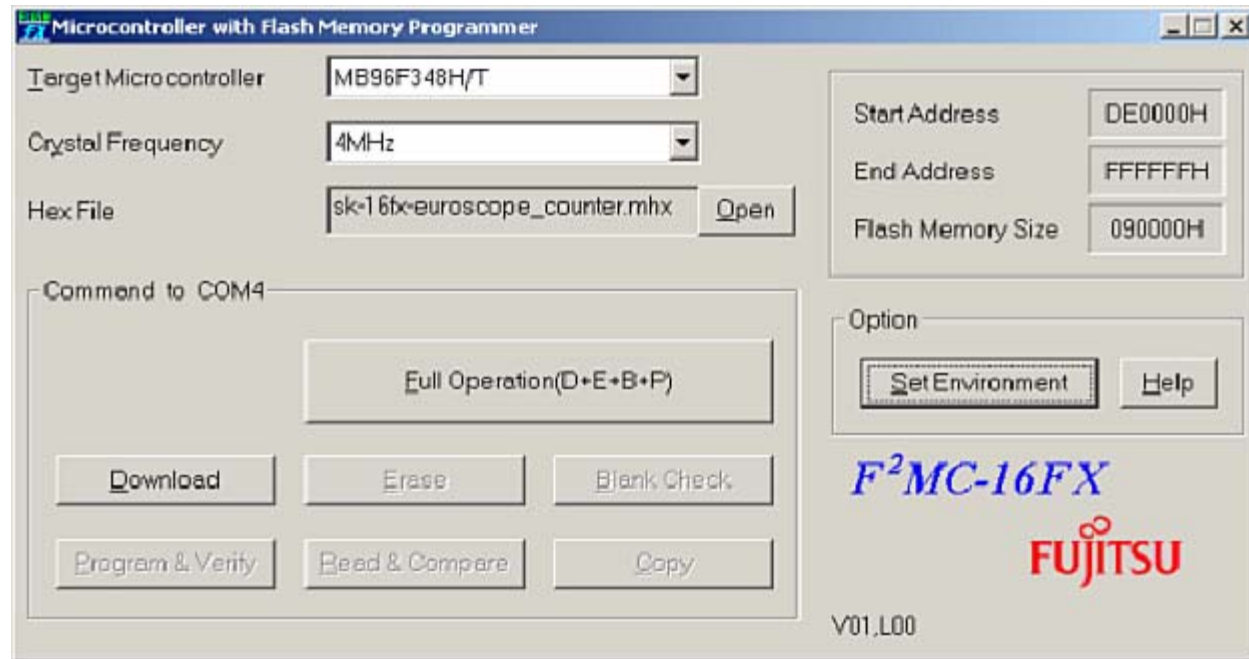 Microcontroller with Flash Memory Programmer
Target Microcontroller
MB96F348H/T
Crystal Frequency
4MHz
Hex File
sk-16fx-euroscope_counter.mhx
Open
Start Address
DE0000H
End Address
FFFFFFH
Flash Memory Size
090000H
Command to COM4
Full Operation(D+E+B+P)
Download
Erase
Blank Check
Program & Verify
Read & Compare
Copy
Option
Set Environment
Help
F²MC-16FX
FUJITSU
V01,L00